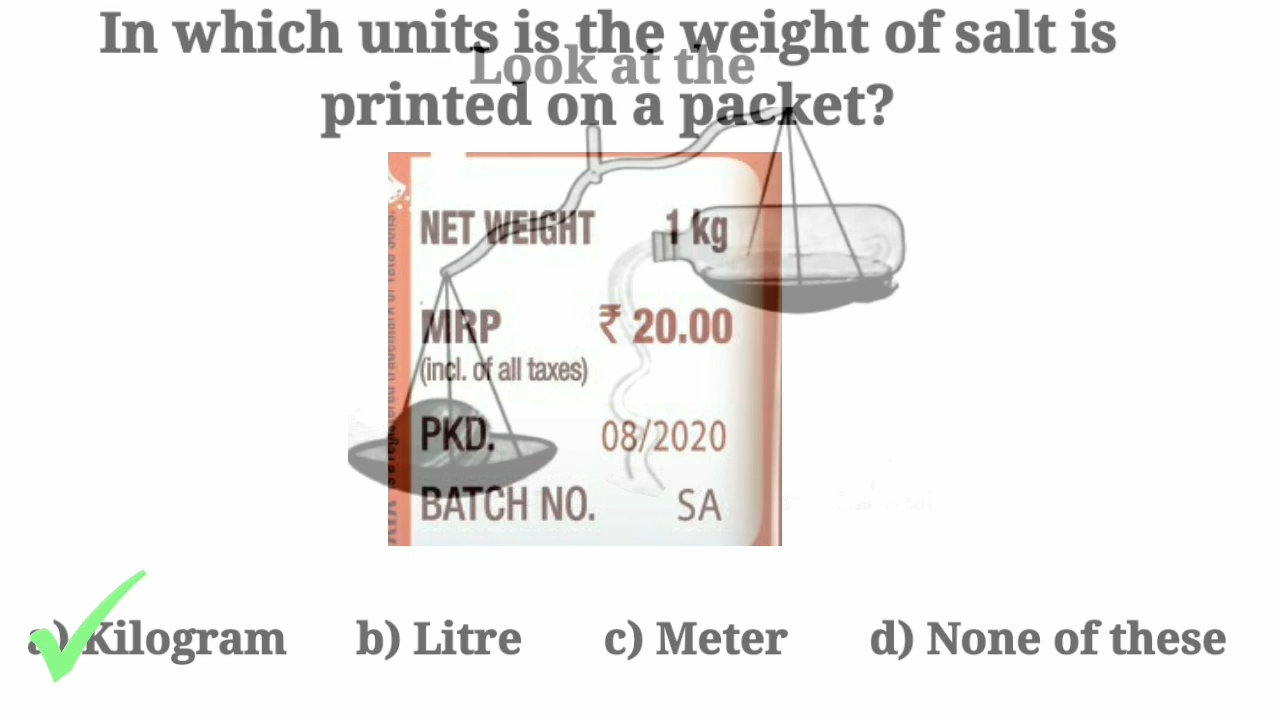 In which units is the weight of salt is
Look at the
printed on a packet?
NET WEIGHT 1 kg
MRP ₹ 20.00
(incl. of all taxes)
PKD. 08/2020
BATCH NO. SA
a) Kilogram b) Litre c) Meter d) None of these